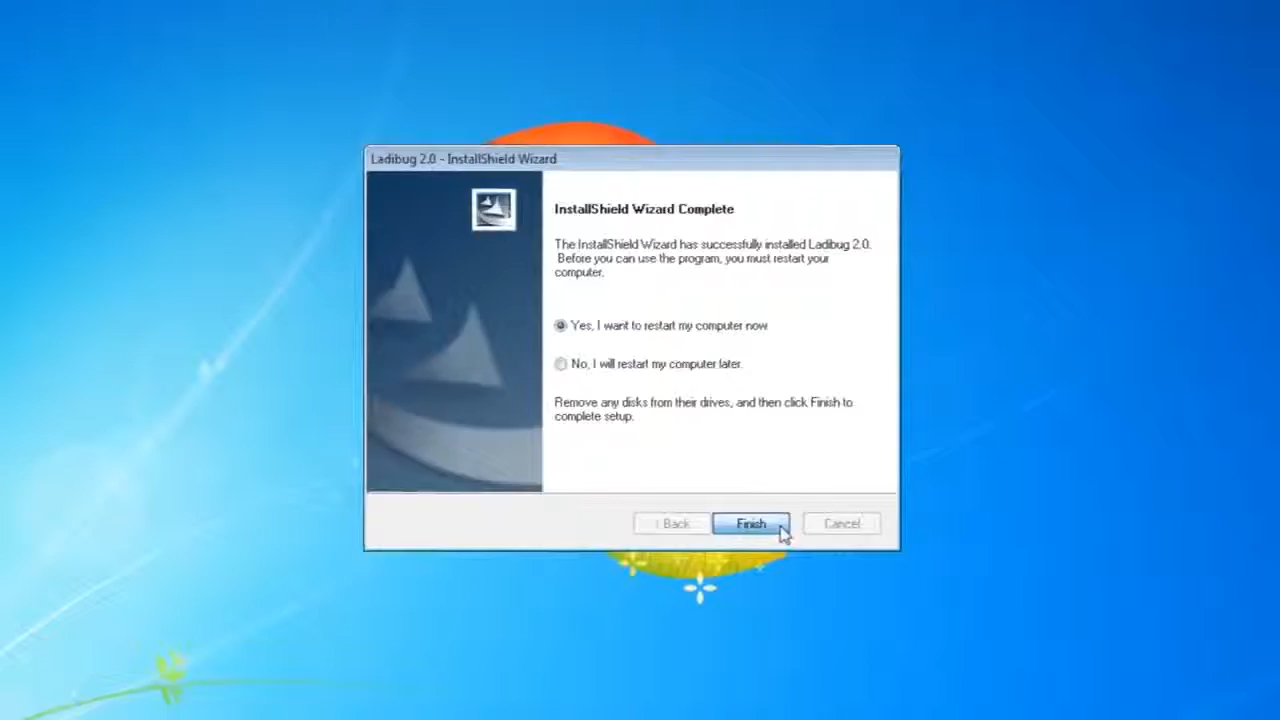 Ladibug 2.0 - InstallShield Wizard
InstallShield Wizard Complete
The InstallShield Wizard has successfully installed Ladibug 2.0.
Before you can use the program, you must restart your
computer.
Yes, I want to restart my computer now.
No, I will restart my computer later.
Remove any disks from their drives, and then click Finish to
complete setup.
< Back
Finish
Cancel